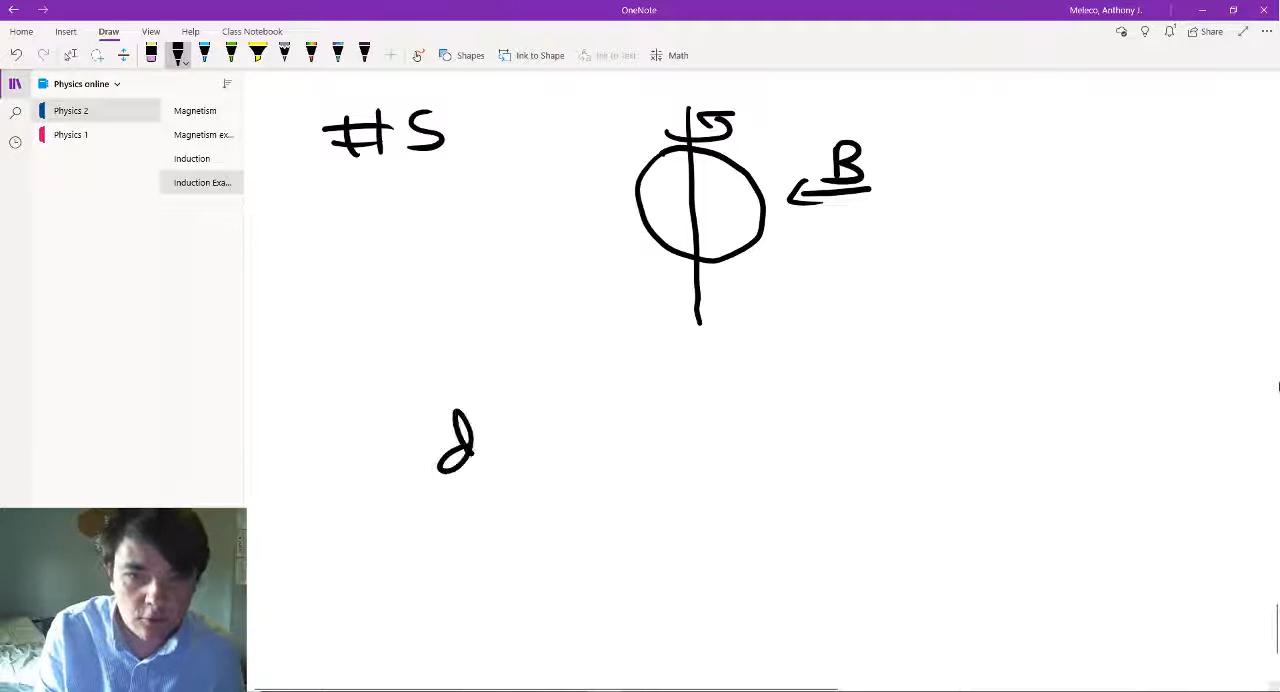 OneNote
Meleco, Anthony J.
Home Insert Draw View Help Class Notebook
Share
Shapes Ink to Shape Ink to Text Math
Physics online
Physics 2
Physics 1
Magnetism
Magnetism ex...
Induction
Induction Exa...
#5
B